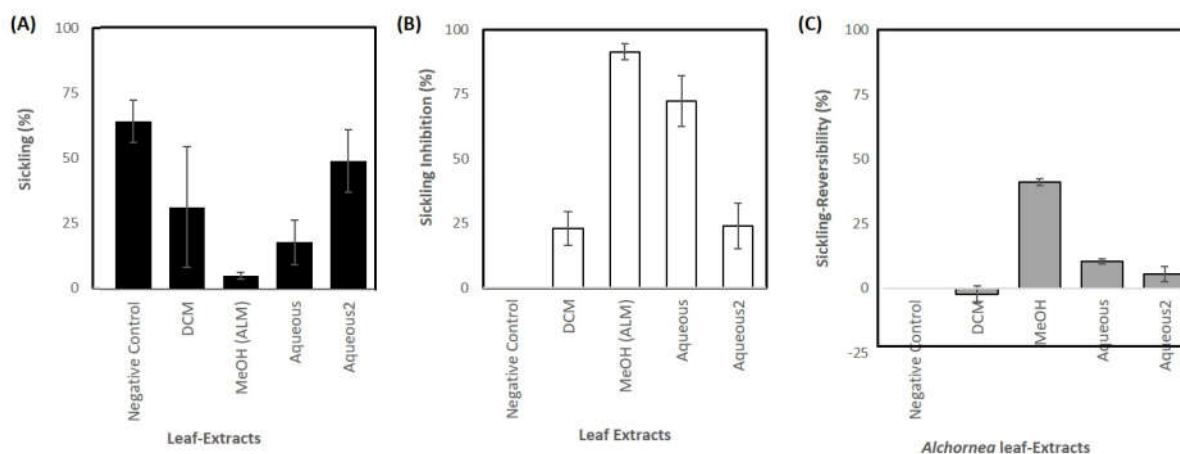 (A)
100
75
50
25
0
Sickling (%)
Negative Control
DCM
MeOH (ALM)
Aqueous
Aqueous2
Leaf-Extracts
(B)
100
75
50
25
0
Sickling Inhibition (%)
Negative Control
DCM
MeOH (ALM)
Aqueous
Aqueous2
Leaf Extracts
(C)
100
75
50
25
0
-25
Sickling-Reversibility (%)
Negative Control
DCM
MeOH
Aqueous
Aqueous2
Alchornea leaf-Extracts